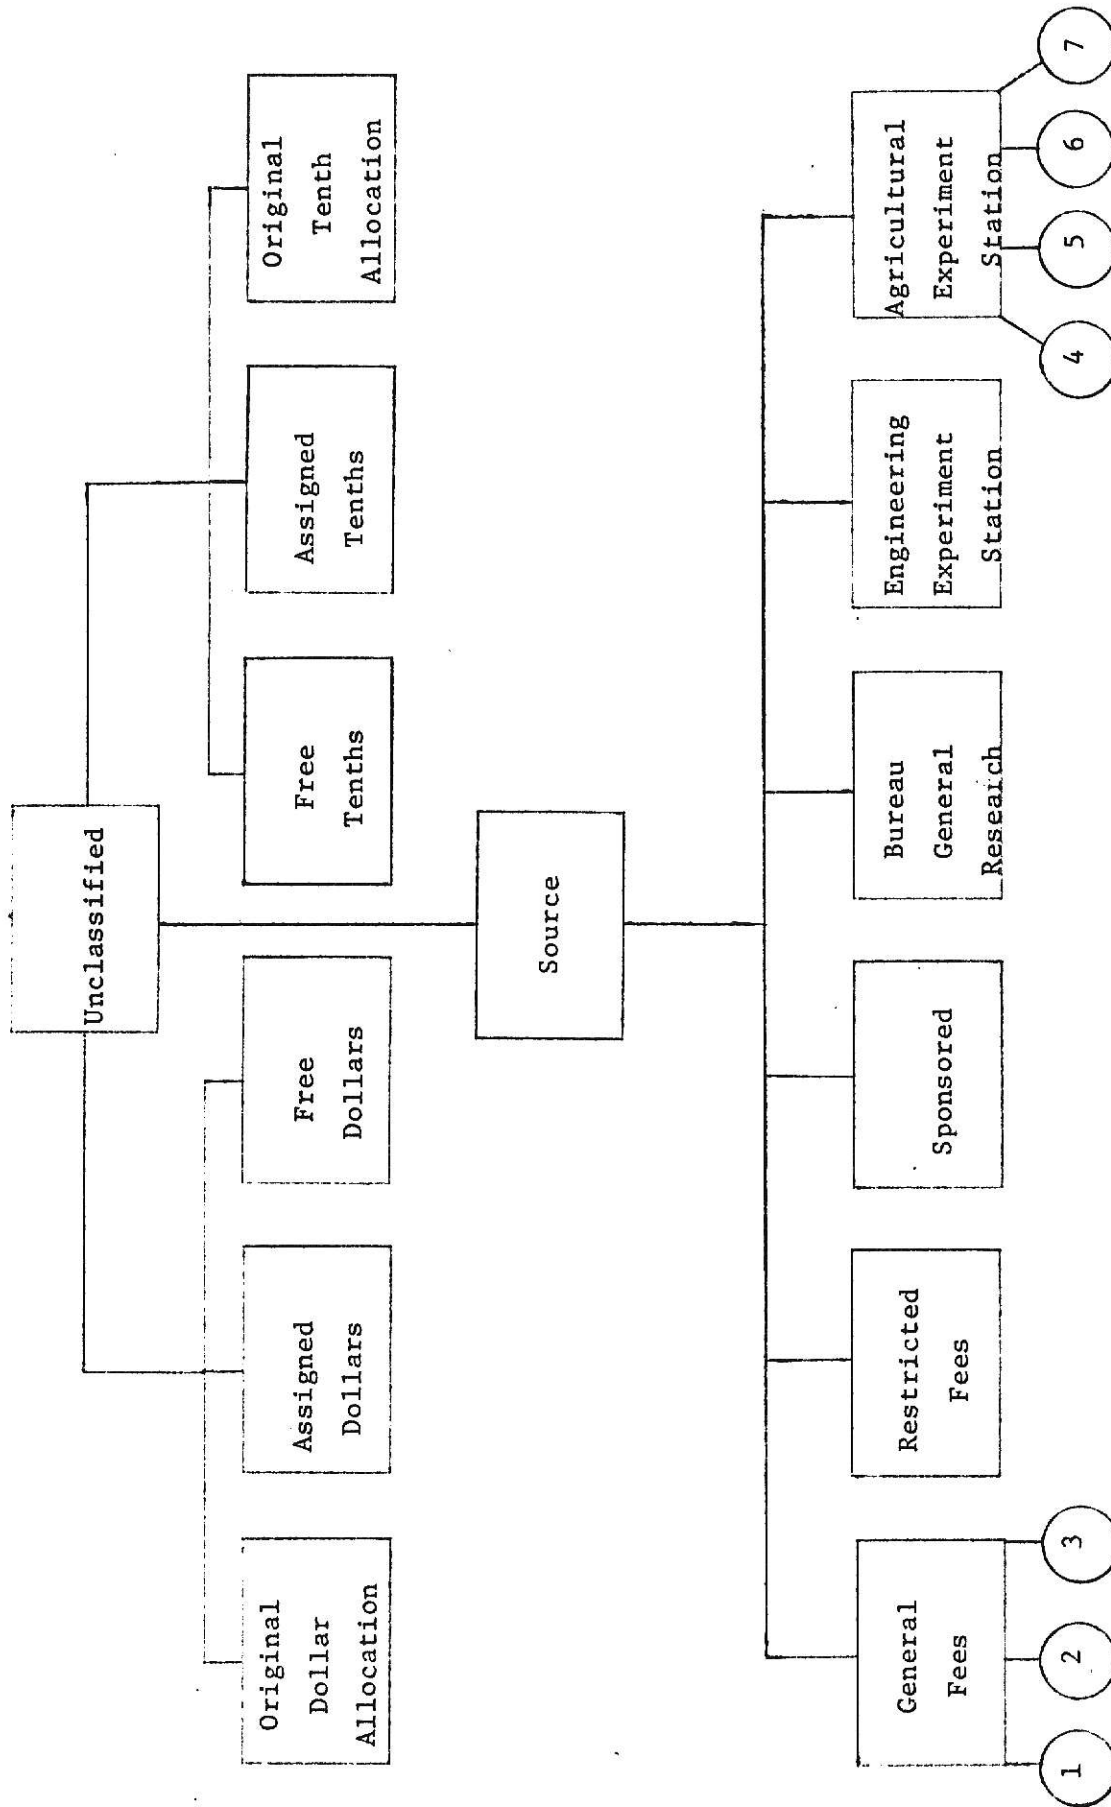 Unclassified
Original
Dollar
Allocation
Assigned
Dollars
Free
Dollars
Free
Tenths
Assigned
Tenths
Original
Tenth
Allocation
Source
General
Fees
Restricted
Fees
Sponsored
Bureau
General
Research
Engineering
Experiment
Station
Agricultural
Experiment
Station
1
2
3
4
5
6
7